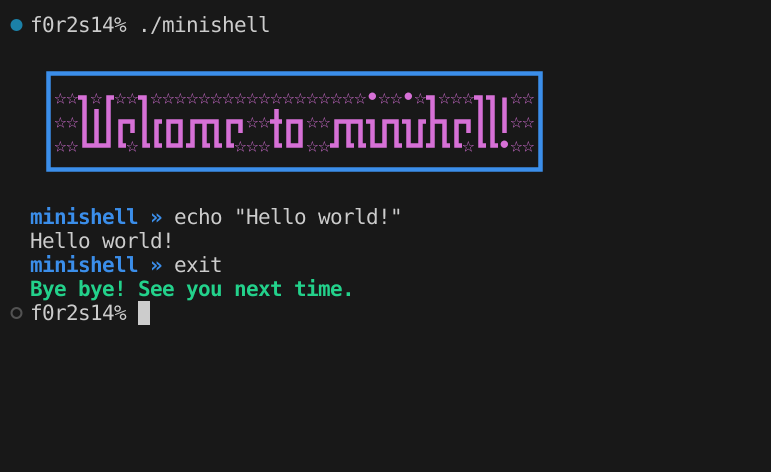 f0r2s14% ./minishell
Welcome to minishell!
minishell » echo "Hello world!"
Hello world!
minishell » exit
Bye bye! See you next time.
f0r2s14%